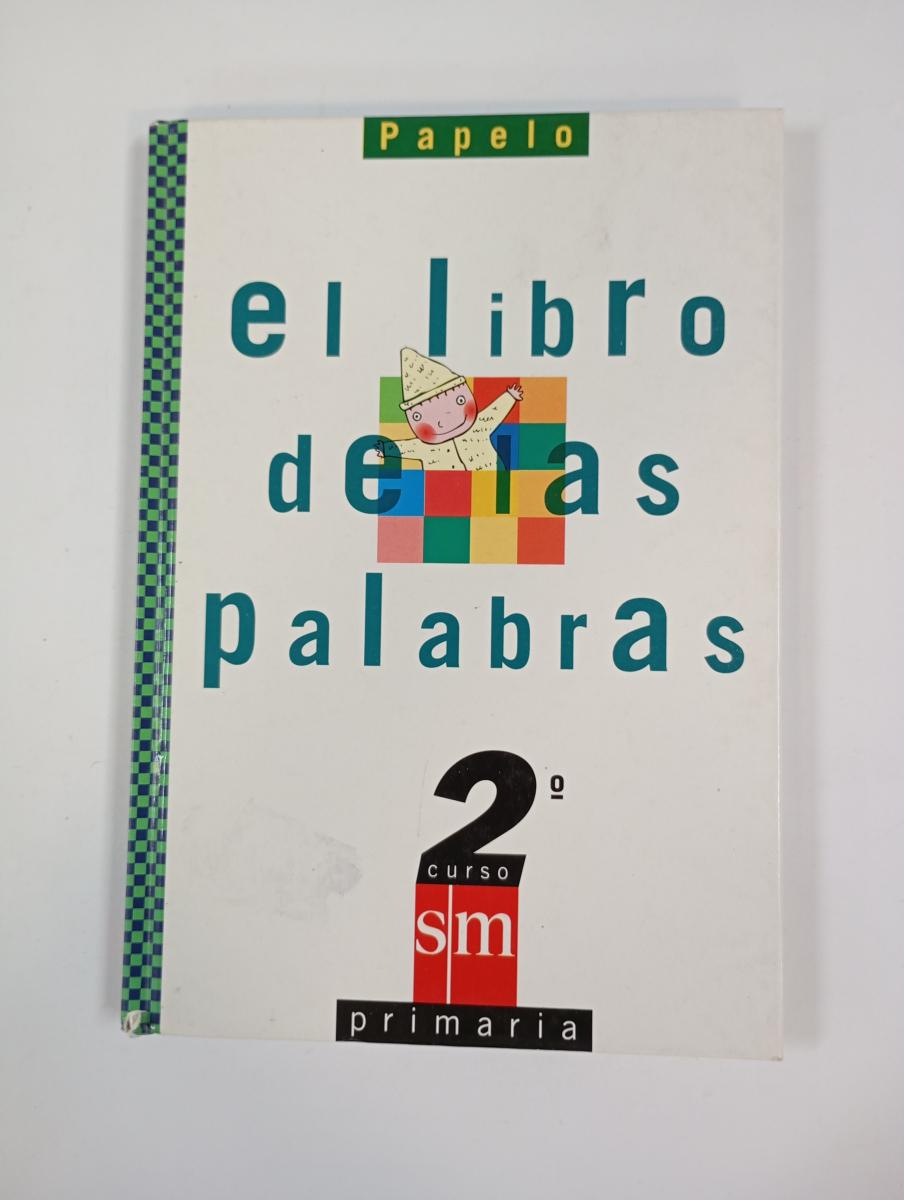 Papelo
el libro
de las
palabras
2º
curso
sm
primaria